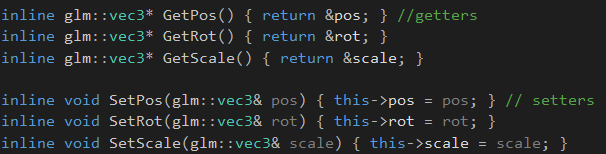 inline glm::vec3* GetPos() { return &pos; } //getters
inline glm::vec3* GetRot() { return &rot; }
inline glm::vec3* GetScale() { return &scale; }
inline void SetPos(glm::vec3& pos) { this->pos = pos; } // setters
inline void SetRot(glm::vec3& rot) { this->rot = rot; }
inline void SetScale(glm::vec3& scale) { this->scale = scale; }